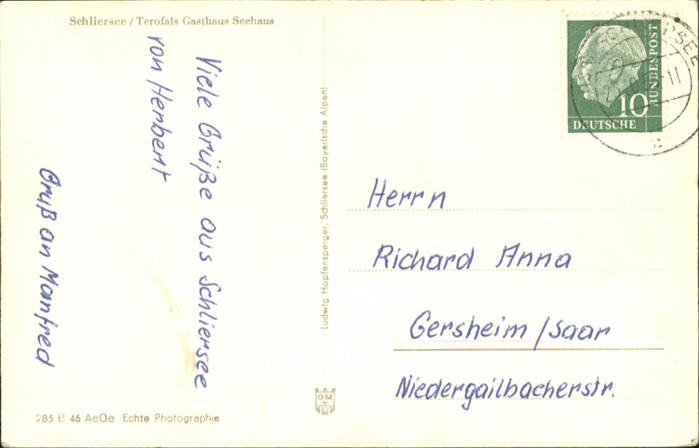 Schliersee / Terofals Gasthaus Seehaus
Viele Grüße aus Schliersee
von Herbert
Gruß an Manfred
285 B 46 AeOe Echte Photographie
Ludwig Hopfensperger, Schliersee (Bayerische Alpen)
10
BUNDESPOST
DEUTSCHE
Herrn
Richard Anna
Gersheim/Saar
Niedergailbacherstr.